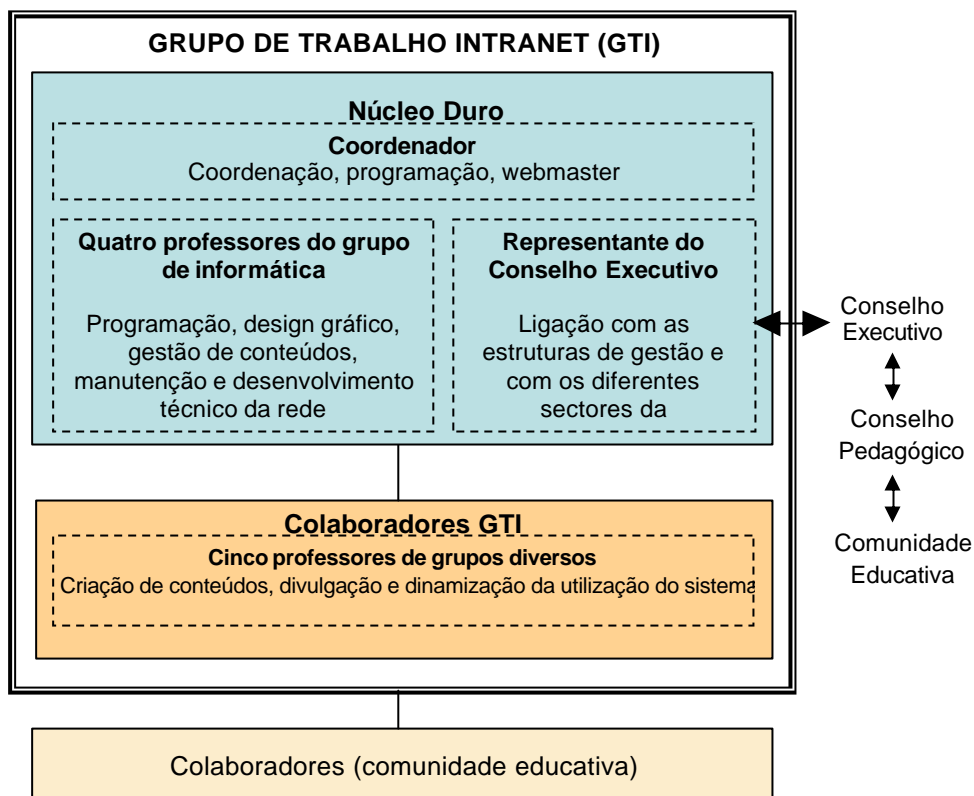 GRUPO DE TRABALHO INTRANET (GTI)
Núcleo Duro
Coordenador
Coordenação, programação, webmaster
Quatro professores do grupo
de informática
Programação, design gráfico,
gestão de conteúdos,
manutenção e desenvolvimento
técnico da rede
Representante do
Conselho Executivo
Ligação com as
estruturas de gestão e
com os diferentes
sectores da
Conselho
Executivo
Conselho
Pedagógico
Comunidade
Educativa
Colaboradores GTI
Cinco professores de grupos diversos
Criação de conteúdos, divulgação e dinamização da utilização do sistema
Colaboradores (comunidade educativa)